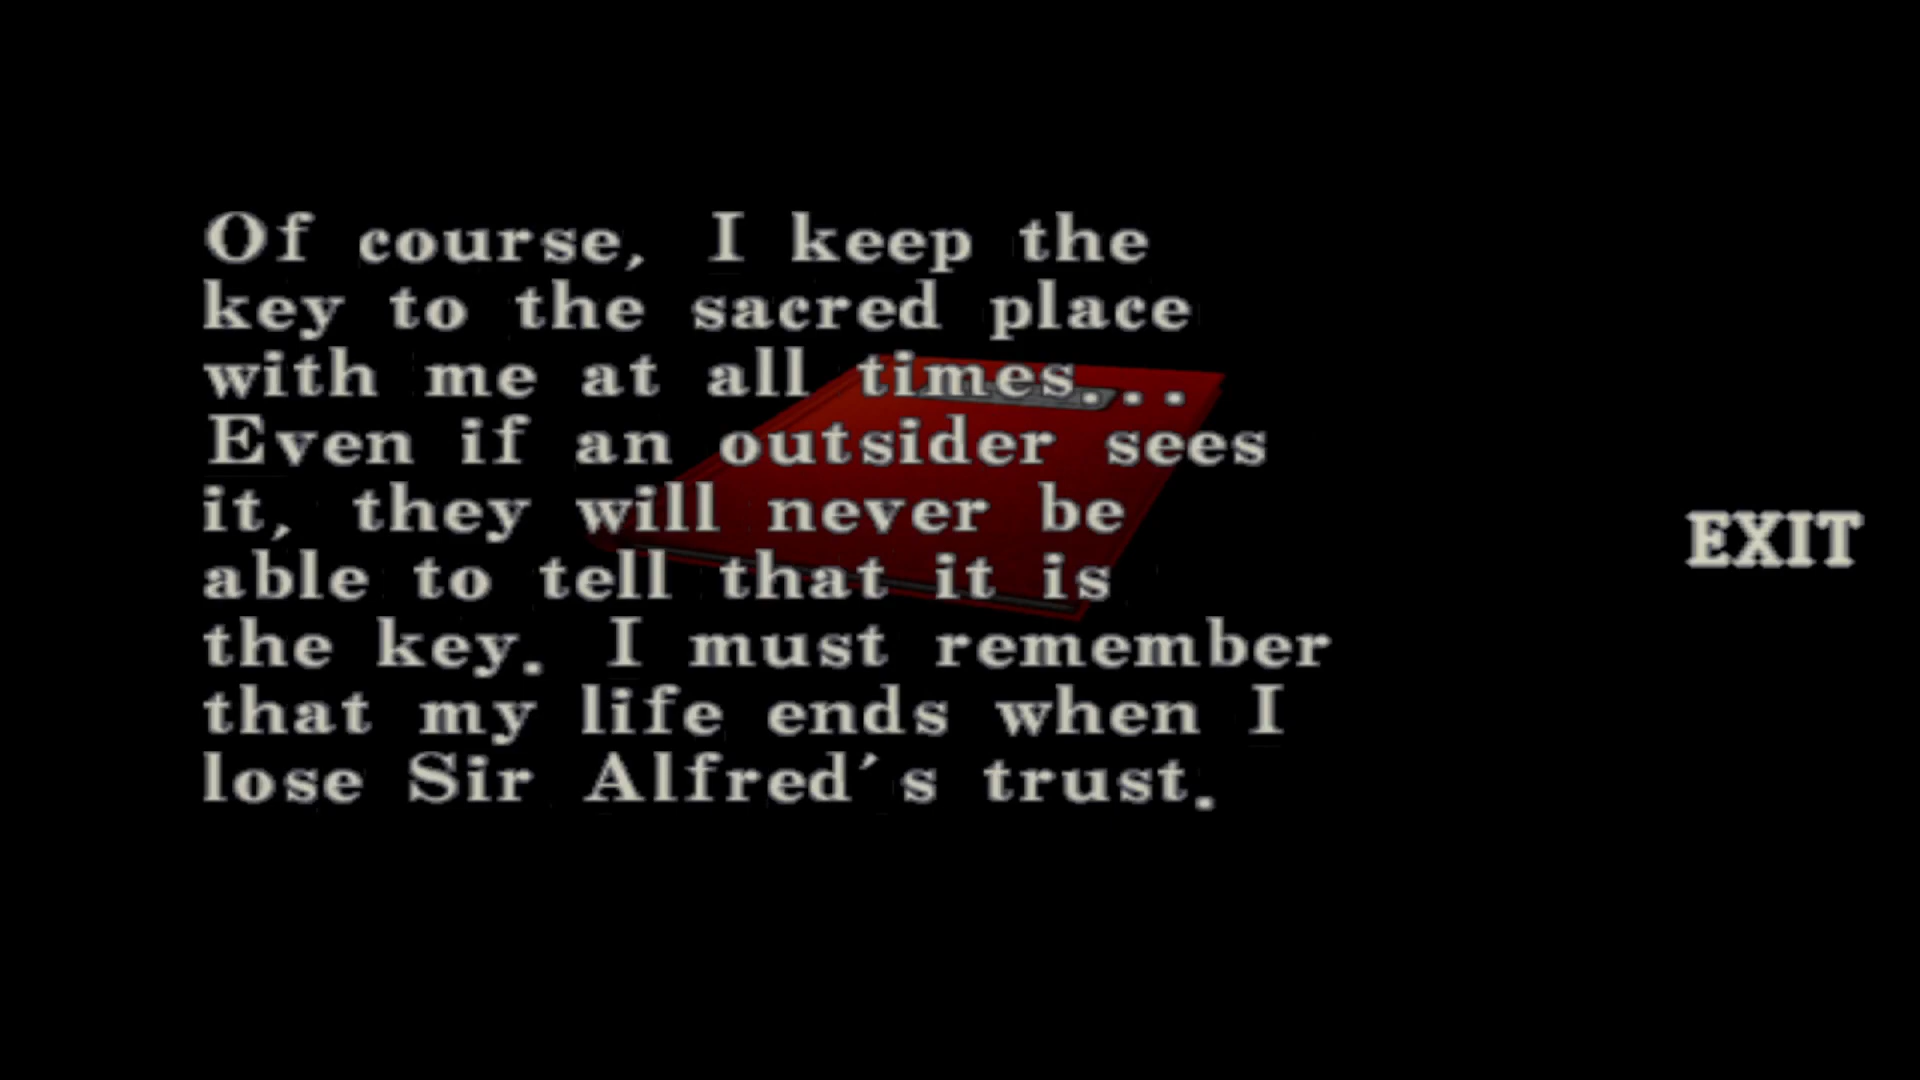 Of course, I keep the
key to the sacred place
with me at all times...
Even if an outsider sees
it, they will never be
able to tell that it is
the key. I must remember
that my life ends when I
lose Sir Alfred's trust.
EXIT